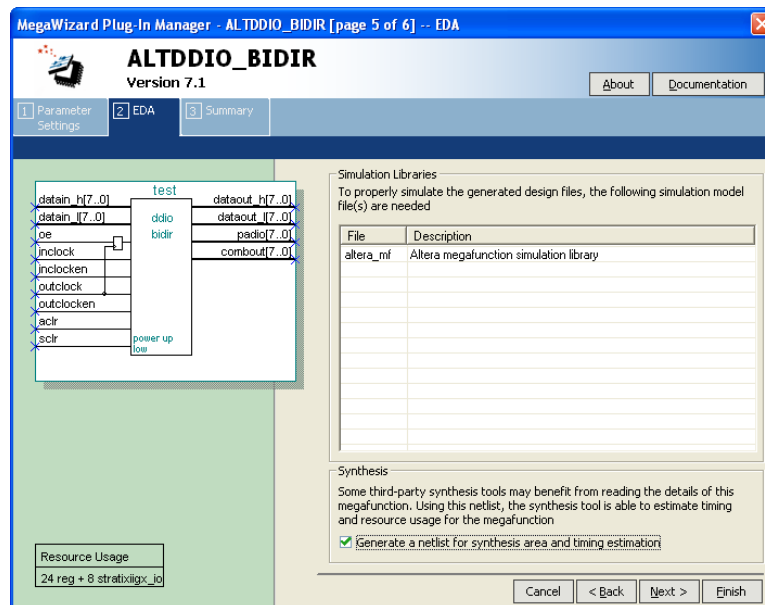 MegaWizard Plug-In Manager - ALTDDIO_BIDIR [page 5 of 6] -- EDA
ALTDDIO_BIDIR
Version 7.1
About
Documentation
1 Parameter Settings
2 EDA
3 Summary
test
ddio
bidir
datain_h[7..0]
datain_l[7..0]
oe
inclock
inclocken
outclock
outclocken
aclr
sclr
dataout_h[7..0]
dataout_l[7..0]
padio[7..0]
combout[7..0]
power up
low
Resource Usage
24 reg + 8 stratixiigx_io
Simulation Libraries
To properly simulate the generated design files, the following simulation model
file(s) are needed
File Description
altera_mf Altera megafunction simulation library
Synthesis
Some third-party synthesis tools may benefit from reading the details of this
megafunction. Using this netlist, the synthesis tool is able to estimate timing
and resource usage for the megafunction
Generate a netlist for synthesis area and timing estimation
Cancel
< Back
Next >
Finish